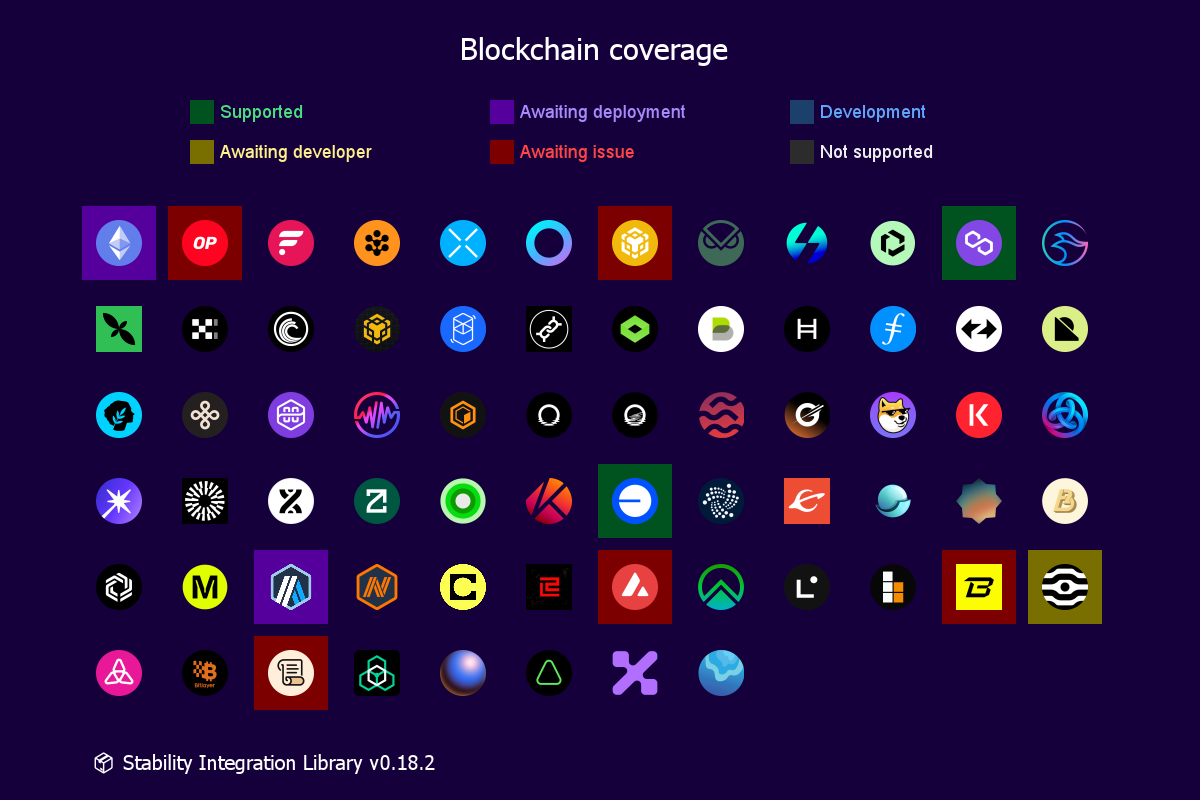 Blockchain coverage
Supported
Awaiting deployment
Development
Awaiting developer
Awaiting issue
Not supported
OP
M
Bitlayer
Stability Integration Library v0.18.2